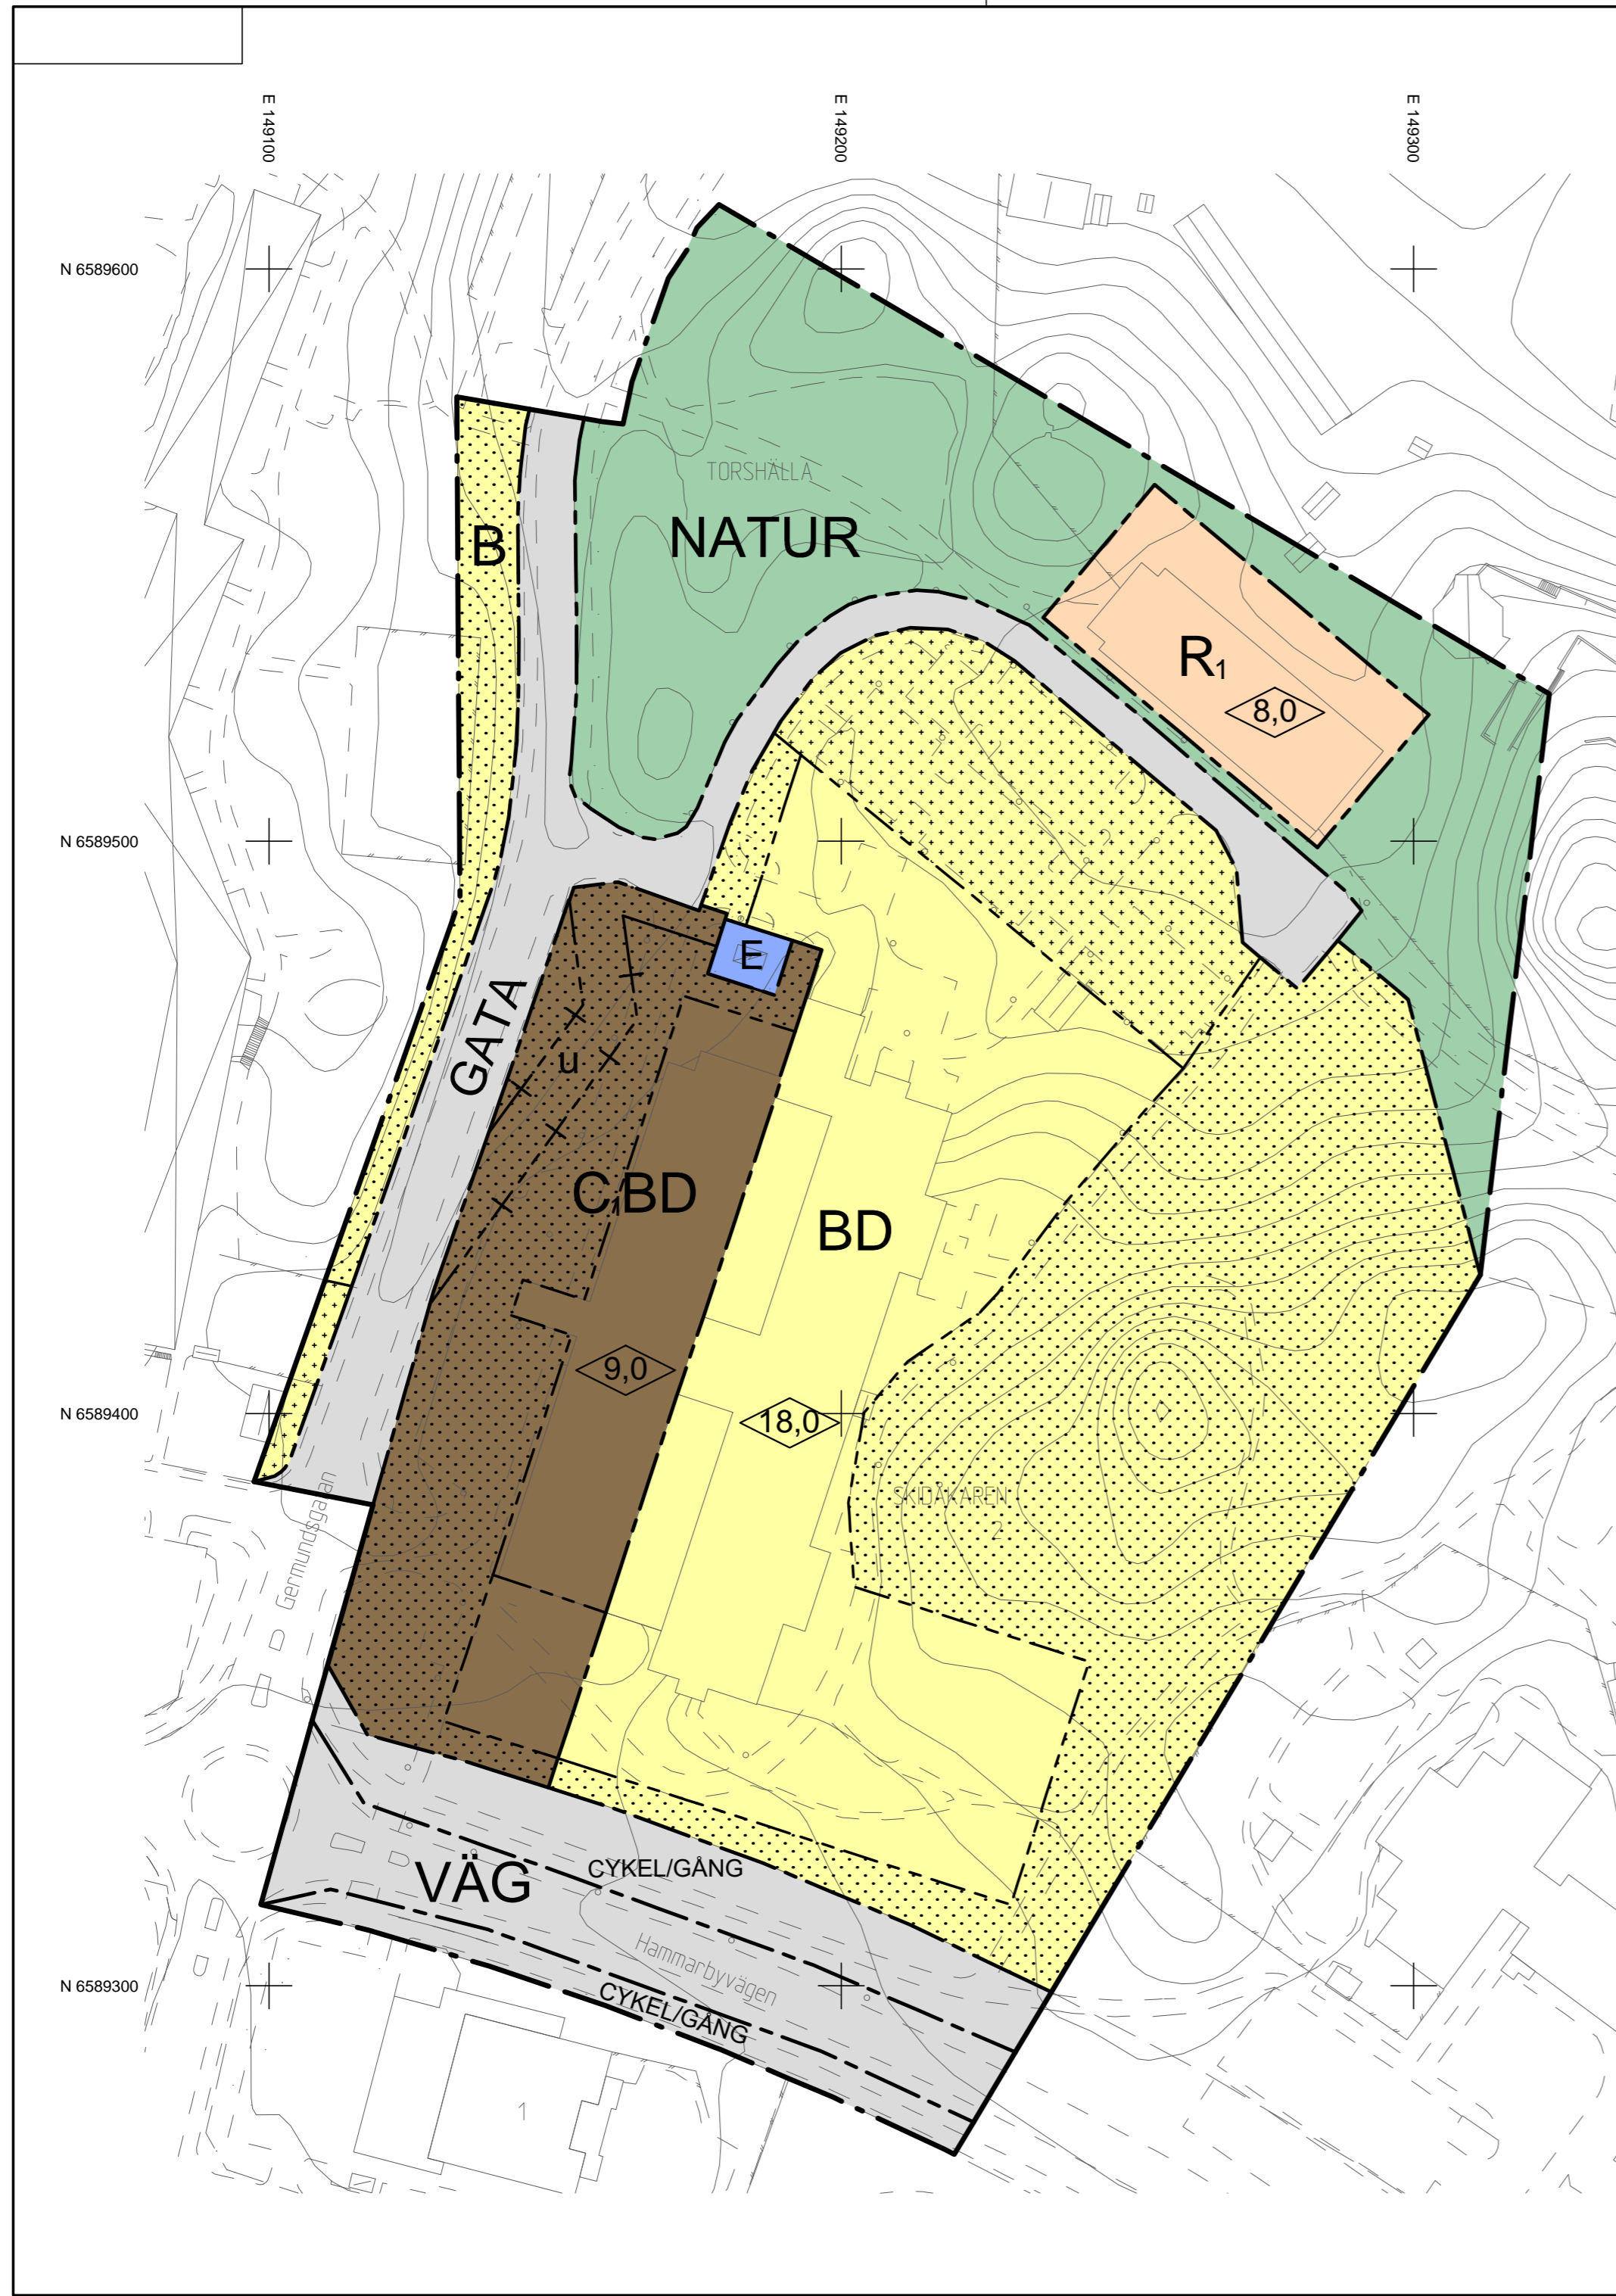 E 149100
E 149200
E 149300
N 6589600
TORSHÄLLA
NATUR
B
R1
8,0
N 6589500
E
GATA
u
C1BD
BD
9,0
18,0
N 6589400
SKIDÅKAREN
2
Germundsgatan
VÄG
CYKEL/GÅNG
Hammarbyvägen
N 6589300
CYKEL/GÅNG
1